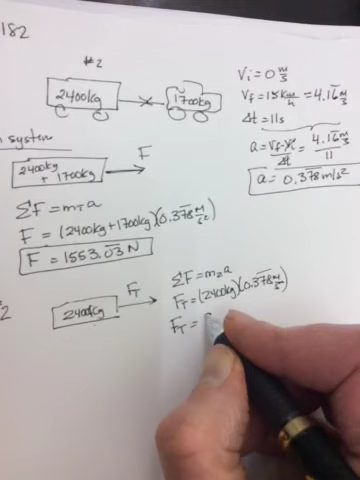 182
#2
2400kg
1700kg
Vi = 0 m/s
Vf = 15 km/h = 4.16 m/s
Δt = 11s
a = Vf-Vi/Δt = 4.16/11
a = 0.378 m/s²
system
2400kg + 1700kg
F
ΣF = mTa
F = (2400kg+1700kg)(0.378 m/s²)
F = 1553.03 N
2
2400kg
FT
ΣF = m2a
FT = (2400kg)(0.378 m/s²)
FT =